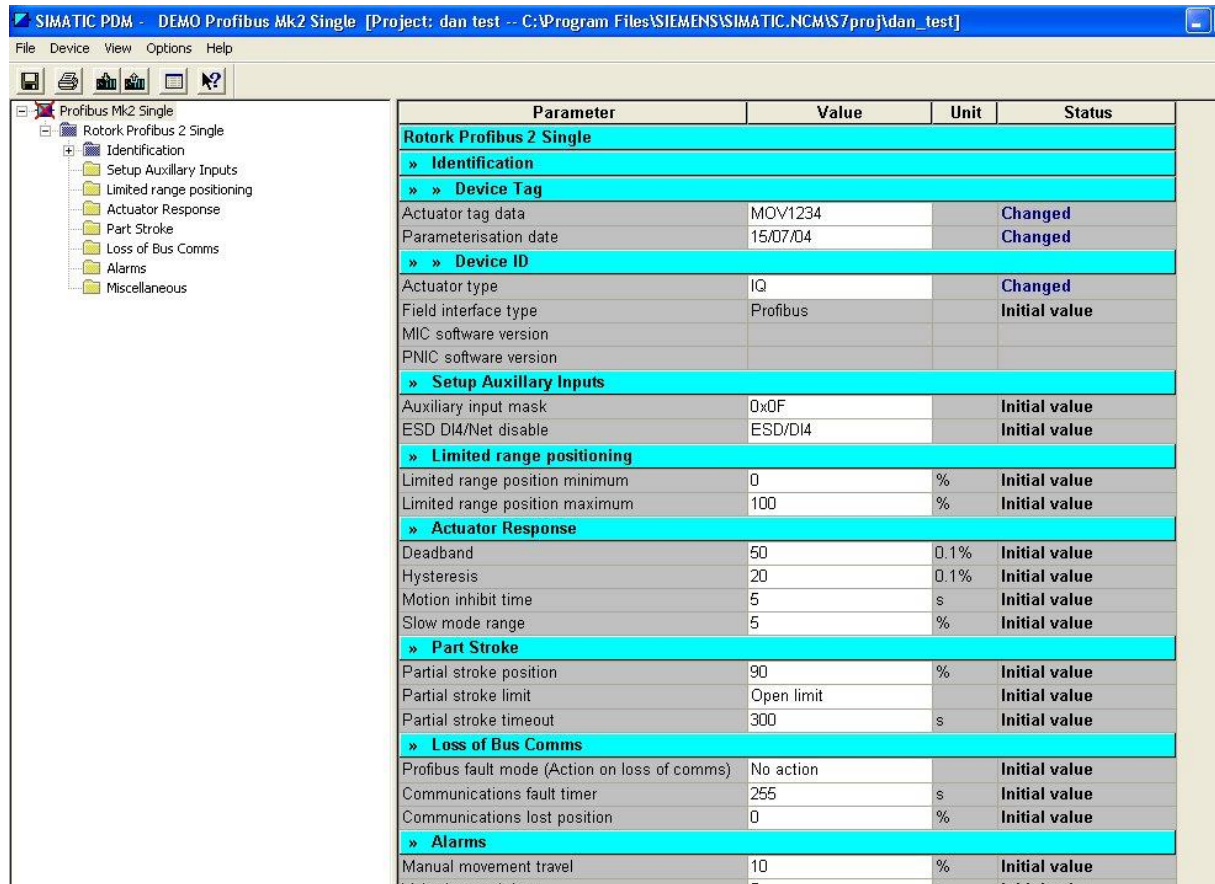 SIMATIC PDM - DEMO Profibus Mk2 Single [Project: dan test -- C:\Program Files\SIEMENS\SIMATIC.NCM\S7proj\dan_test]
File Device View Options Help
Profibus Mk2 Single
Rotork Profibus 2 Single
Identification
Setup Auxillary Inputs
Limited range positioning
Actuator Response
Part Stroke
Loss of Bus Comms
Alarms
Miscellaneous
Parameter Value Unit Status
Rotork Profibus 2 Single
» Identification
» » Device Tag
Actuator tag data MOV1234 Changed
Parameterisation date 15/07/04 Changed
» » Device ID
Actuator type IQ Changed
Field interface type Profibus Initial value
MIC software version
PNIC software version
» Setup Auxillary Inputs
Auxiliary input mask 0x0F Initial value
ESD DI4/Net disable ESD/DI4 Initial value
» Limited range positioning
Limited range position minimum 0 % Initial value
Limited range position maximum 100 % Initial value
» Actuator Response
Deadband 50 0.1% Initial value
Hysteresis 20 0.1% Initial value
Motion inhibit time 5 s Initial value
Slow mode range 5 % Initial value
» Part Stroke
Partial stroke position 90 % Initial value
Partial stroke limit Open limit Initial value
Partial stroke timeout 300 s Initial value
» Loss of Bus Comms
Profibus fault mode (Action on loss of comms) No action Initial value
Communications fault timer 255 s Initial value
Communications lost position 0 % Initial value
» Alarms
Manual movement travel 10 % Initial value